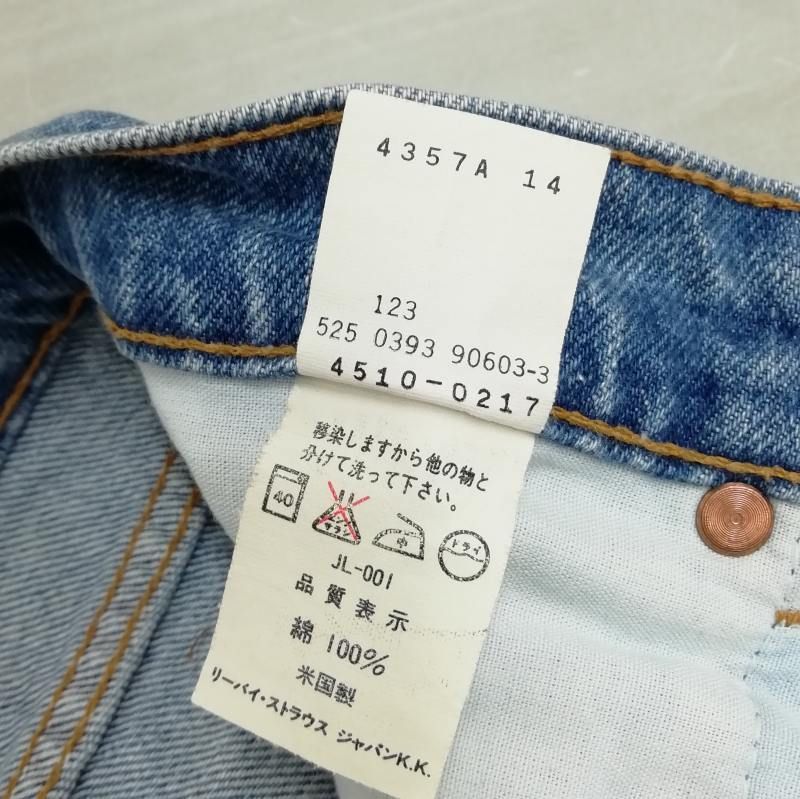 4357A 14
123
525 0393 90603-3
4510-0217
移染しますから他の物と
分けて洗って下さい。
40 サラシ 中 ドライ
JL-001
品質表示
綿 100%
米国製
リーバイ・ストラウス ジャパンK.K.